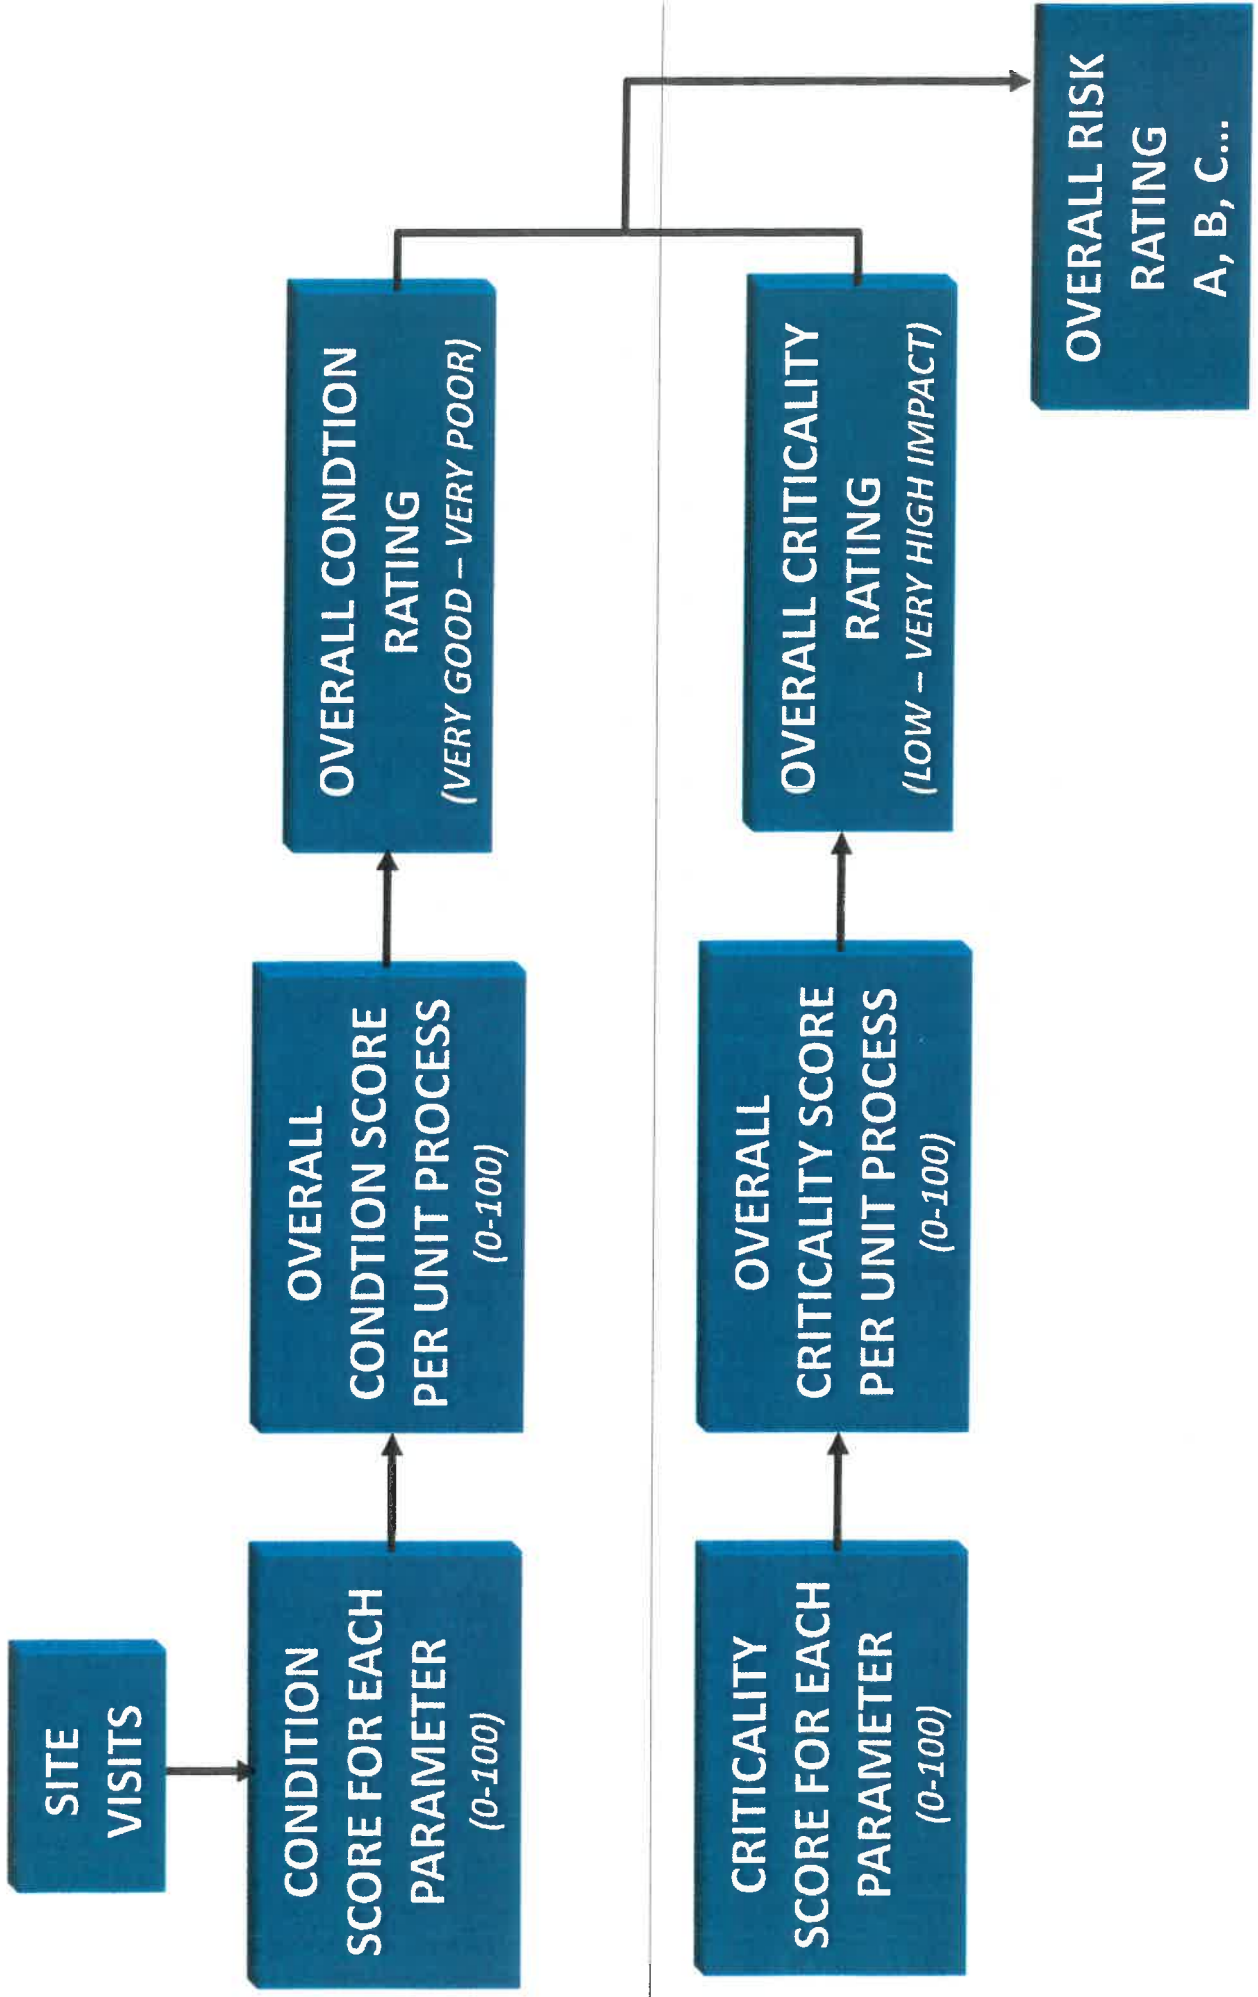 SITE
VISITS
CONDITION
SCORE FOR EACH
PARAMETER
(0-100)
OVERALL
CONDTION SCORE
PER UNIT PROCESS
(0-100)
OVERALL CONDTION
RATING
(VERY GOOD – VERY POOR)
CRITICALITY
SCORE FOR EACH
PARAMETER
(0-100)
OVERALL
CRITICALITY SCORE
PER UNIT PROCESS
(0-100)
OVERALL CRITICALITY
RATING
(LOW – VERY HIGH IMPACT)
OVERALL RISK
RATING
A, B, C...